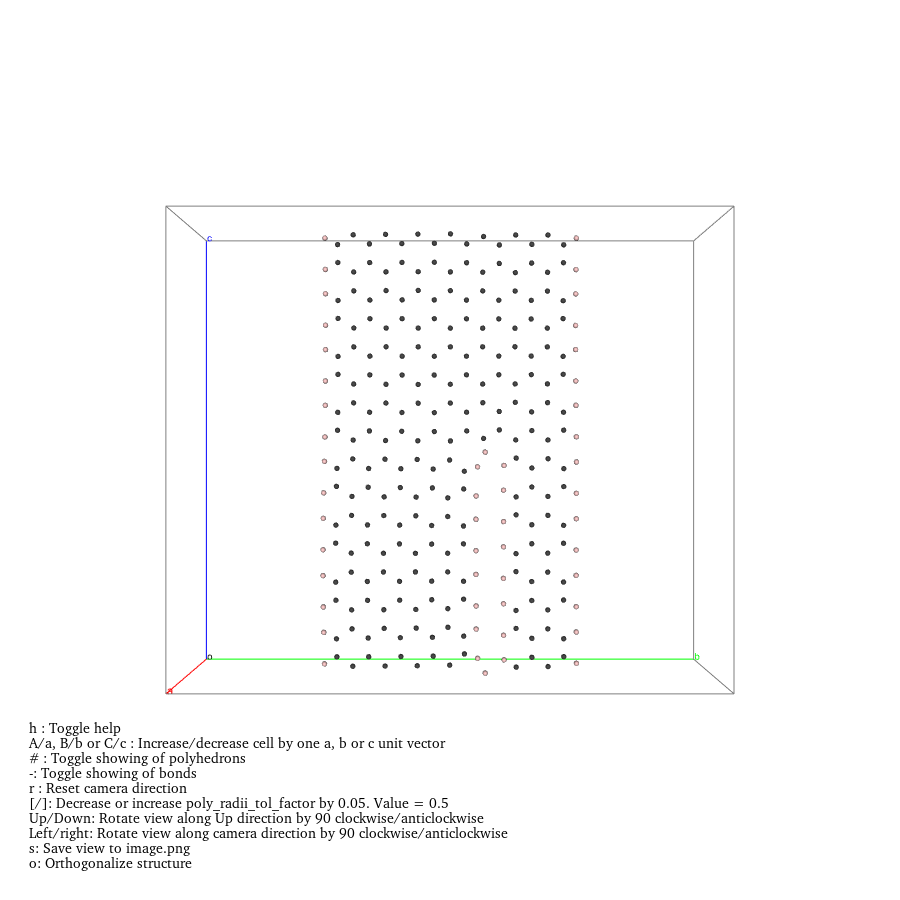 c
o
b
a
h : Toggle help
A/a, B/b or C/c : Increase/decrease cell by one a, b or c unit vector
# : Toggle showing of polyhedrons
-: Toggle showing of bonds
r : Reset camera direction
[/]: Decrease or increase poly_radii_tol_factor by 0.05. Value = 0.5
Up/Down: Rotate view along Up direction by 90 clockwise/anticlockwise
Left/right: Rotate view along camera direction by 90 clockwise/anticlockwise
s: Save view to image.png
o: Orthogonalize structure